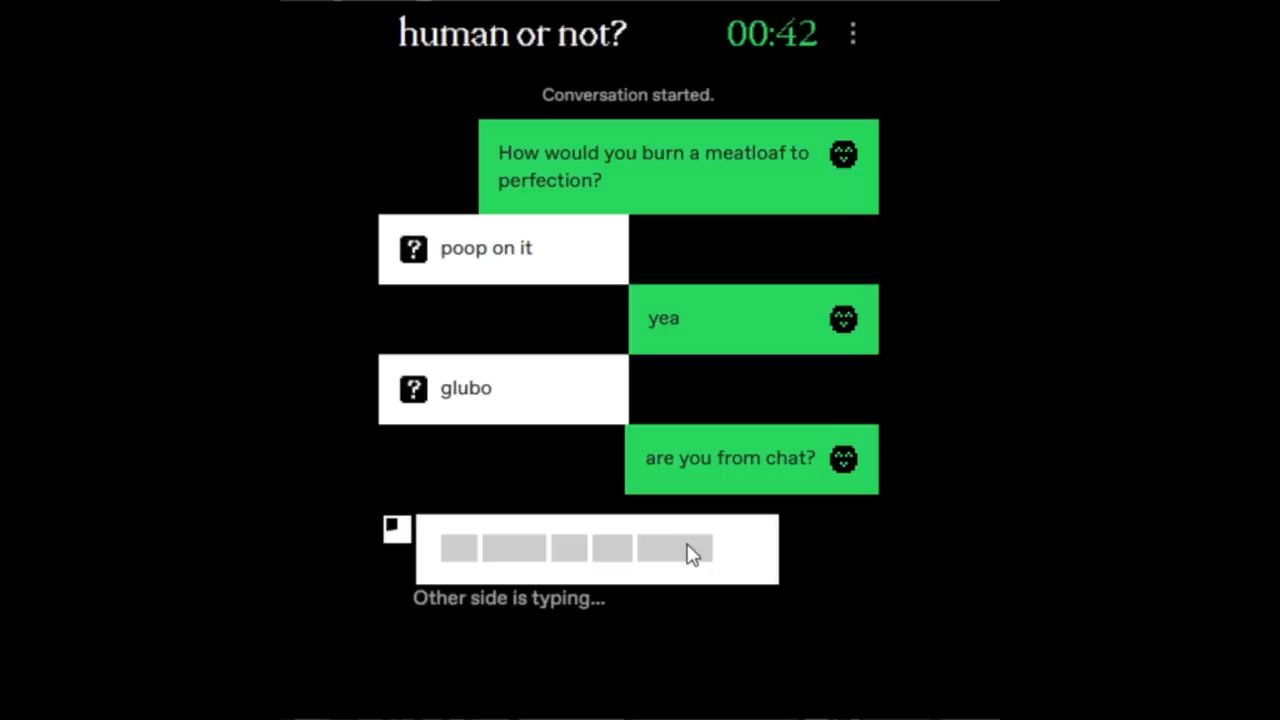 human or not?
00:42
Conversation started.
How would you burn a meatloaf to
perfection?
? poop on it
yea
? glubo
are you from chat?
Other side is typing...